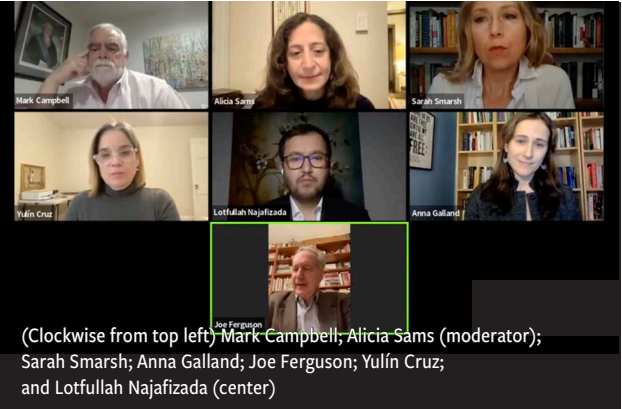 Mark Campbell
Alicia Sams
Sarah Smarsh
Yulín Cruz
Lotfullah Najafizada
Anna Galland
Joe Ferguson
(Clockwise from top left) Mark Campbell; Alicia Sams (moderator);
Sarah Smarsh; Anna Galland; Joe Ferguson; Yulín Cruz;
and Lotfullah Najafizada (center)